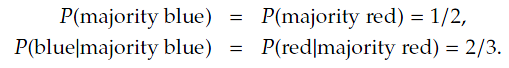 P(majority blue) = P(majority red) = 1/2,
P(blue|majority blue) = P(red|majority red) = 2/3.